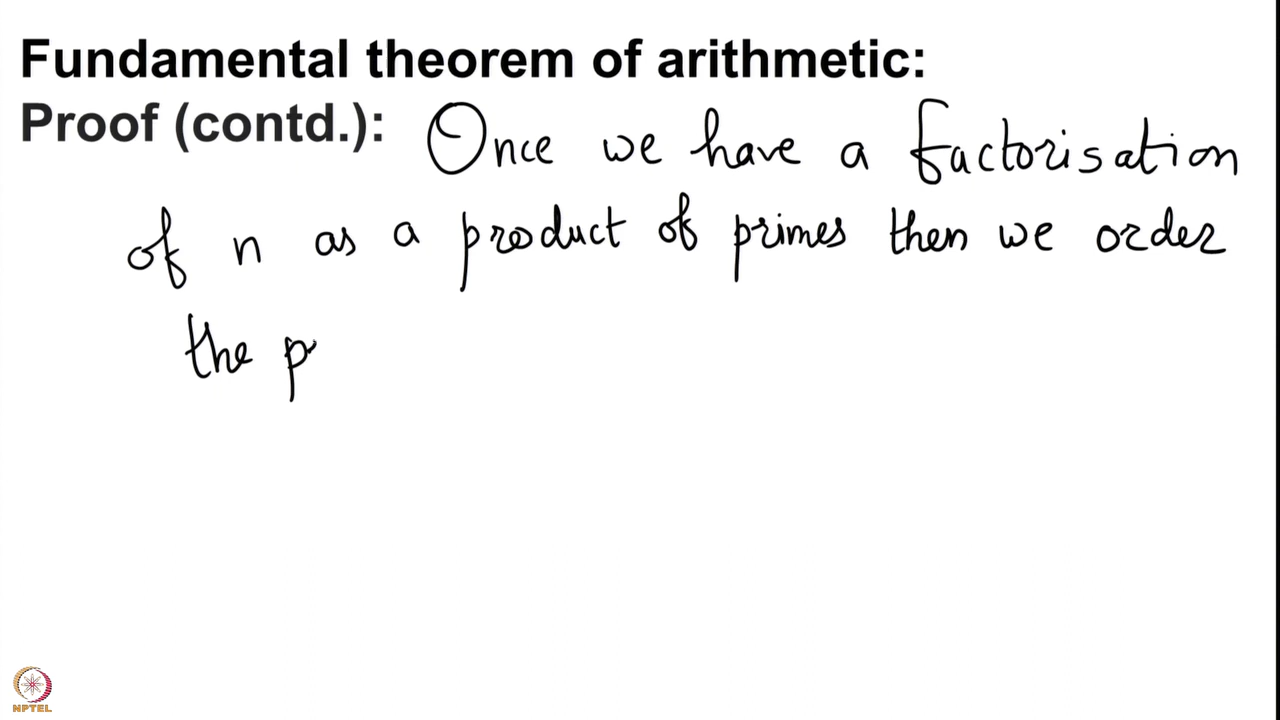 Fundamental theorem of arithmetic:
Proof (contd.): Once we have a factorisation
of n as a product of primes then we order
the p
NPTEL